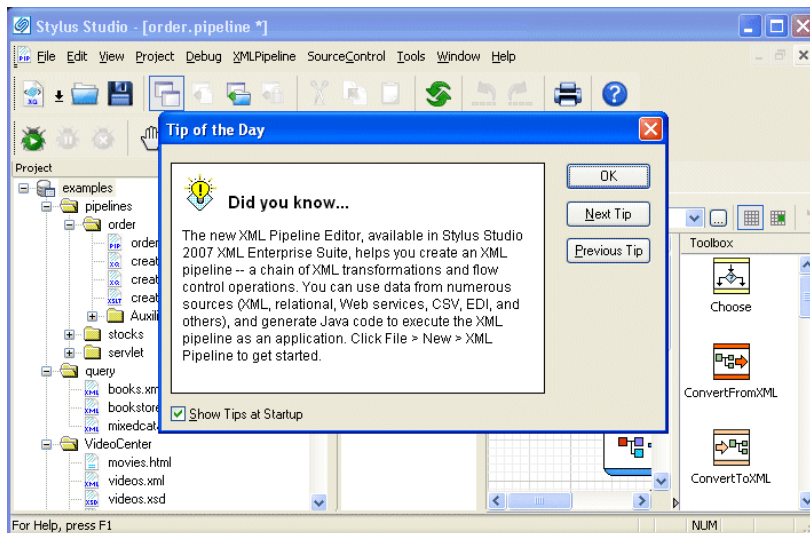 Stylus Studio - [order.pipeline *]
File Edit View Project Debug XMLPipeline SourceControl Tools Window Help
Tip of the Day
Project
examples
pipelines
order
order
creat
creat
creat
Auxili
stocks
servlet
query
books.xm
bookstore
mixedcata
VideoCenter
movies.html
videos.xml
videos.xsd
Did you know...
The new XML Pipeline Editor, available in Stylus Studio
2007 XML Enterprise Suite, helps you create an XML
pipeline -- a chain of XML transformations and flow
control operations. You can use data from numerous
sources (XML, relational, Web services, CSV, EDI, and
others), and generate Java code to execute the XML
pipeline as an application. Click File > New > XML
Pipeline to get started.
Show Tips at Startup
OK
Next Tip
Previous Tip
Toolbox
Choose
ConvertFromXML
ConvertToXML
For Help, press F1
NUM